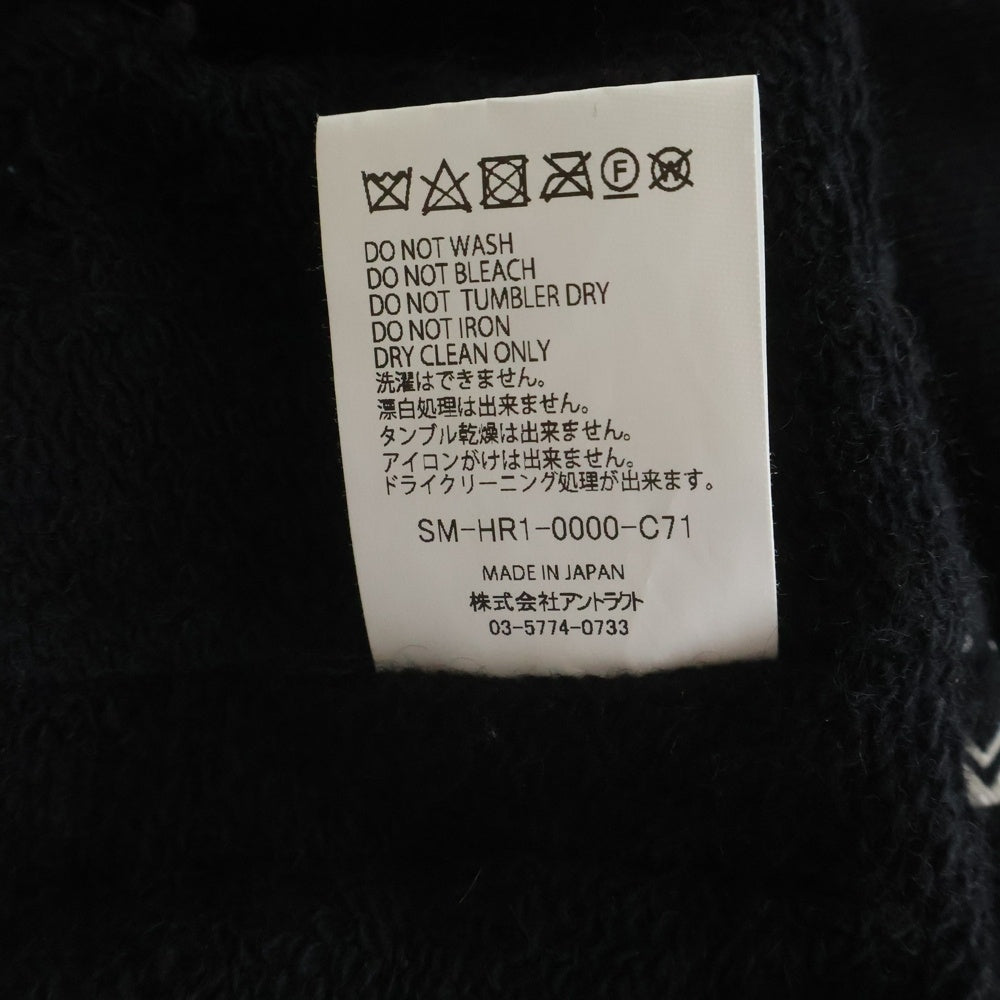 F W
DO NOT WASH
DO NOT BLEACH
DO NOT TUMBLER DRY
DO NOT IRON
DRY CLEAN ONLY
洗濯はできません。
漂白処理は出来ません。
タンブル乾燥は出来ません。
アイロンがけは出来ません。
ドライクリーニング処理が出来ます。
SM-HR1-0000-C71
MADE IN JAPAN
株式会社アントラクト
03-5774-0733